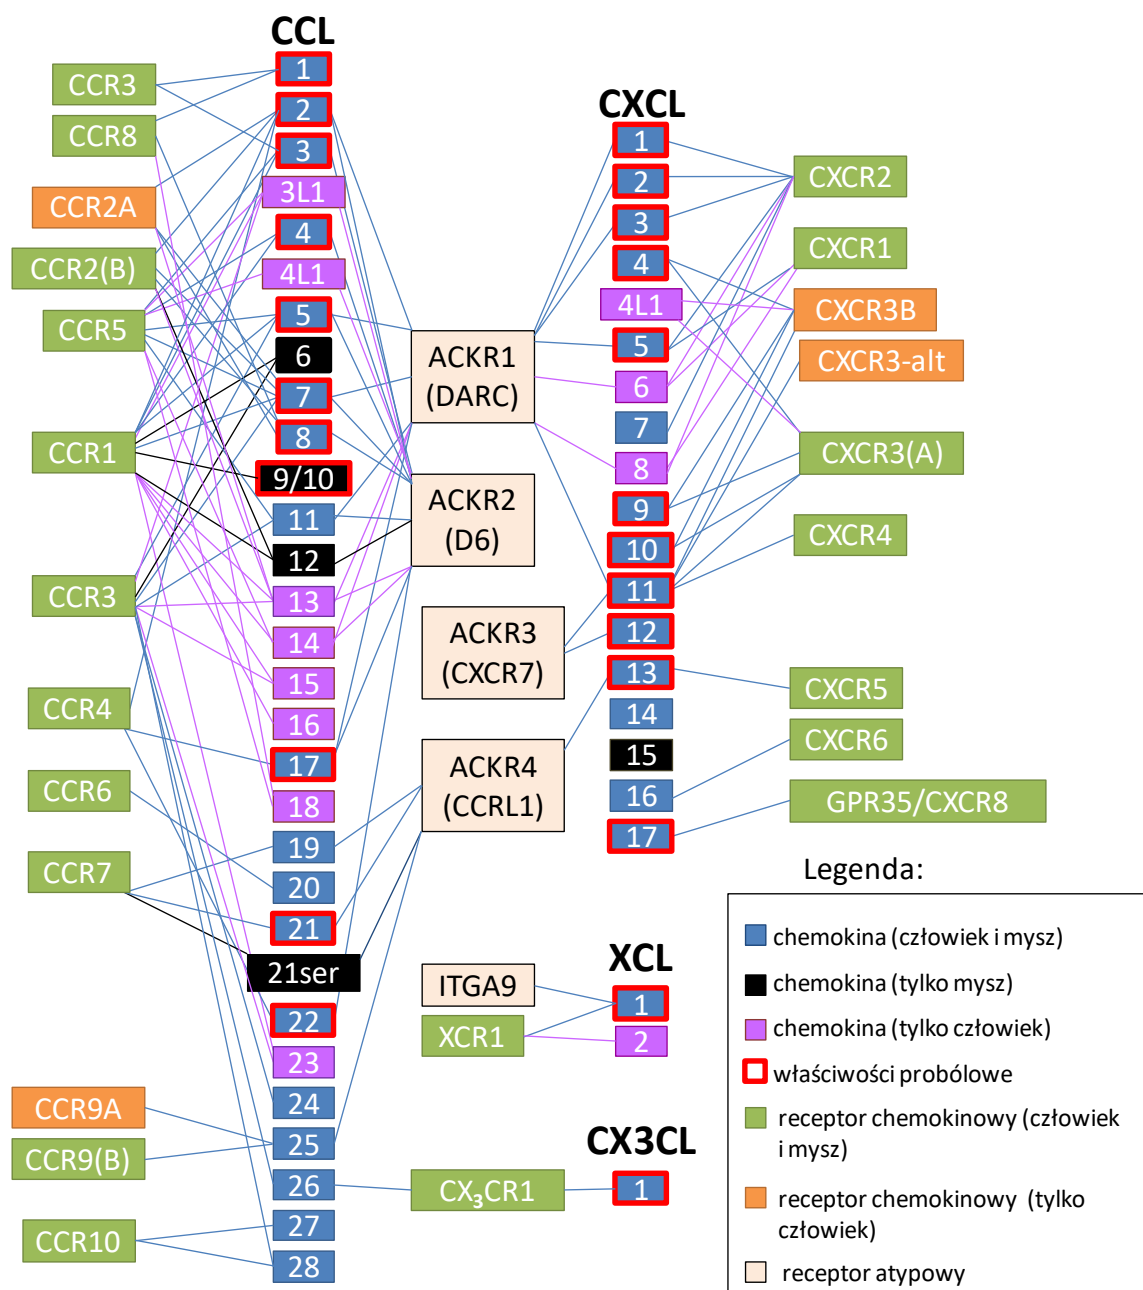 CCL
CCR3
CCR8
CCR2A
CCR2(B)
CCR5
CCR1
CCR3
CCR4
CCR6
CCR7
CCR9A
CCR9(B)
CCR10
1
2
3
3L1
4
4L1
5
6
7
8
9/10
11
12
13
14
15
16
17
18
19
20
21
21ser
22
23
24
25
26
27
28
ACKR1
(DARC)
ACKR2
(D6)
ACKR3
(CXCR7)
ACKR4
(CCRL1)
ITGA9
XCR1
CX₃CR1
CXCL
1
2
3
4
4L1
5
6
7
8
9
10
11
12
13
14
15
16
17
XCL
1
2
CX3CL
1
CXCR2
CXCR1
CXCR3B
CXCR3-alt
CXCR3(A)
CXCR4
CXCR5
CXCR6
GPR35/CXCR8
Legenda:
chemokina (człowiek i mysz)
chemokina (tylko mysz)
chemokina (tylko człowiek)
właściwości probólowe
receptor chemokinowy (człowiek
i mysz)
receptor chemokinowy (tylko
człowiek)
receptor atypowy